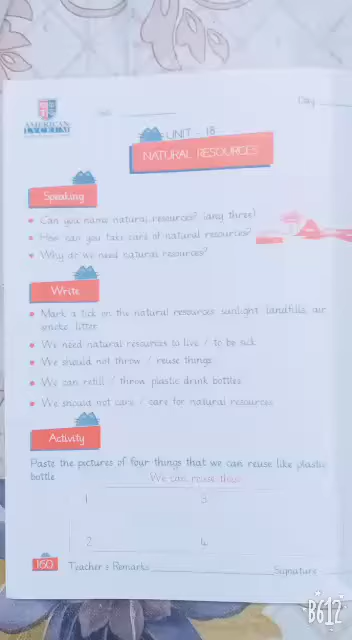 AMERICAN
LYCEUM
Day
UNIT - 18
NATURAL RESOURCES
Speaking
Can you name natural resources? (any three)
How can you take care of natural resources?
Why do we need natural resources?
Write
Mark a tick on the natural resources sunlight, landfills, air
smoke litter
We need natural resources to live / to be sick
We should not throw / reuse things
We can refill / throw plastic drink bottles
We should not care / care for natural resources
Activity
Paste the pictures of four things that we can reuse like plastic
bottle
We can reuse
1 3
2 4
160 Teacher's Remarks Signature
B612